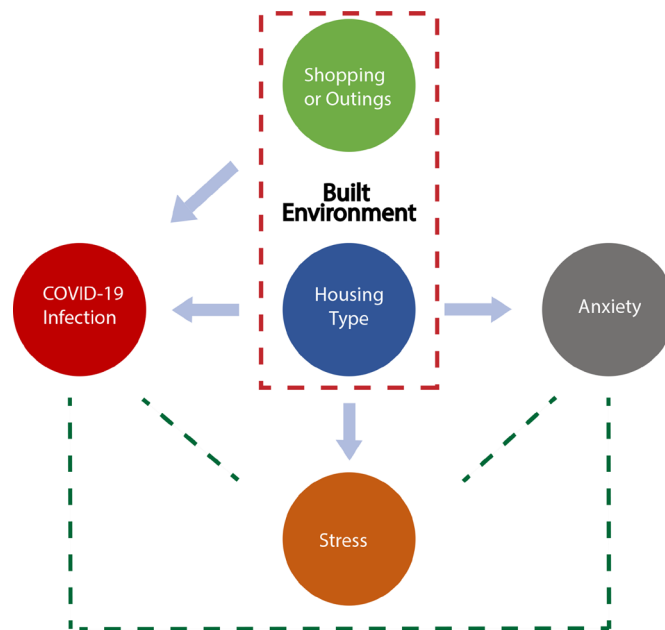 Shopping
or Outings
Built
Environment
COVID-19
Infection
Housing
Type
Anxiety
Stress